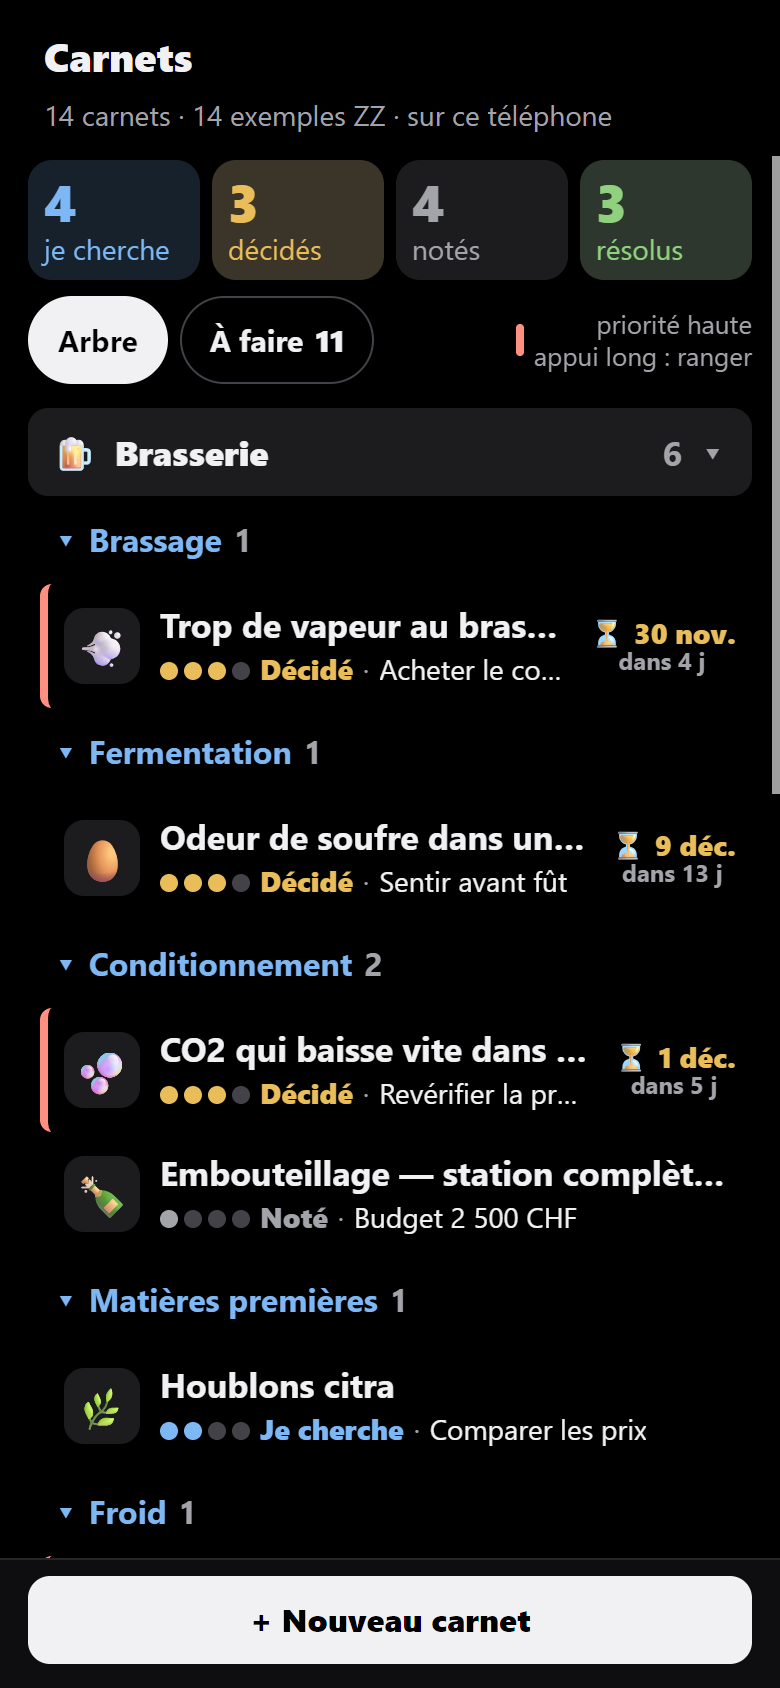 Carnets
14 carnets · 14 exemples ZZ · sur ce téléphone
4 3 4 3
je cherche décidés notés résolus
Arbre À faire 11
priorité haute
appui long : ranger
Brasserie 6
Brassage 1
Trop de vapeur au bras… 30 nov.
Décidé · Acheter le co… dans 4 j
Fermentation 1
Odeur de soufre dans un… 9 déc.
Décidé · Sentir avant fût dans 13 j
Conditionnement 2
CO2 qui baisse vite dans … 1 déc.
Décidé · Revérifier la pr… dans 5 j
Embouteillage — station complèt…
Noté · Budget 2 500 CHF
Matières premières 1
Houblons citra
Je cherche · Comparer les prix
Froid 1
+ Nouveau carnet